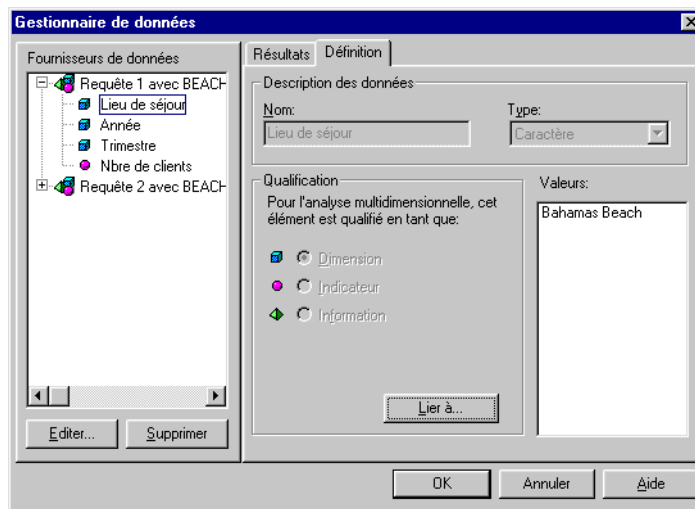 Gestionnaire de données
Fournisseurs de données
Requête 1 avec BEACH
Lieu de séjour
Année
Trimestre
Nbre de clients
Requête 2 avec BEACH
Editer...
Supprimer
Résultats
Définition
Description des données
Nom:
Type:
Lieu de séjour
Caractère
Qualification
Pour l'analyse multidimensionnelle, cet
élément est qualifié en tant que:
Dimension
Indicateur
Information
Lier à...
Valeurs:
Bahamas Beach
OK
Annuler
Aide